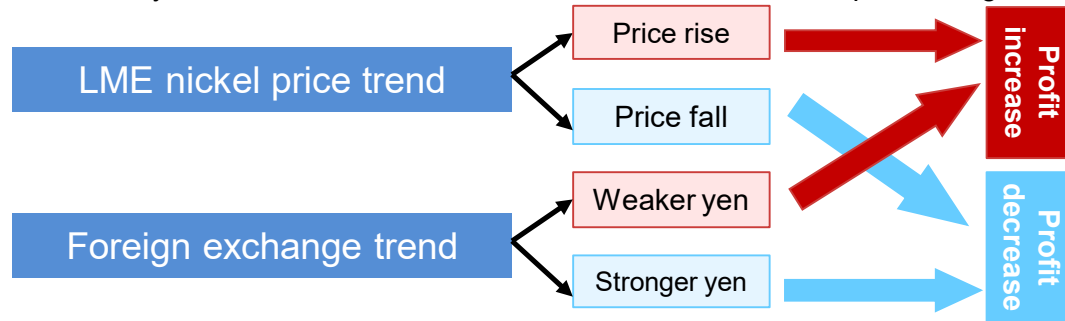 LME nickel price trend
Price rise
Price fall
Foreign exchange trend
Weaker yen
Stronger yen
Profit
increase
Profit
decrease